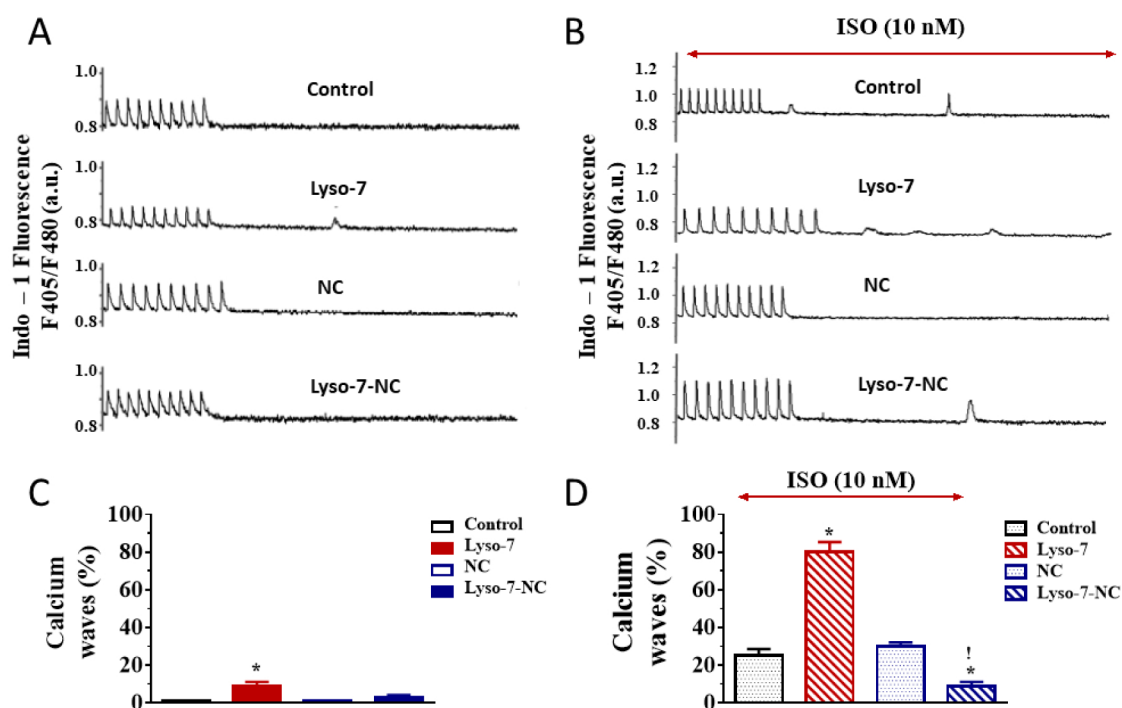 A
Indo – 1 Fluorescence
F405/F480 (a.u.)
1.0
0.8
Control
1.0
0.8
Lyso-7
1.0
0.8
NC
1.0
0.8
Lyso-7-NC
B
ISO (10 nM)
Indo – 1 Fluorescence
F405/F480 (a.u.)
1.2
1.0
0.8
Control
1.2
1.0
0.8
Lyso-7
1.2
1.0
0.8
NC
1.2
1.0
0.8
Lyso-7-NC
C
Calcium
waves (%)
100
80
60
40
20
0
*
Control
Lyso-7
NC
Lyso-7-NC
D
ISO (10 nM)
Calcium
waves (%)
100
80
60
40
20
0
*
!
*
Control
Lyso-7
NC
Lyso-7-NC